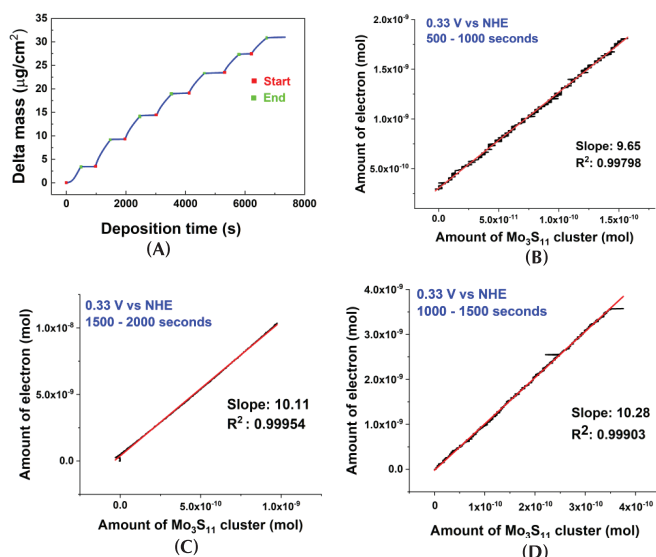 35
30
25
20
15
10
5
0
Delta mass (μg/cm²)
Start
End
0 2000 4000 6000 8000
Deposition time (s)
(A)
2.0x10⁻⁹
1.5x10⁻⁹
1.0x10⁻⁹
5.0x10⁻¹⁰
Amount of electron (mol)
0.33 V vs NHE
500 - 1000 seconds
Slope: 9.65
R²: 0.99798
0.0 5.0x10⁻¹¹ 1.0x10⁻¹⁰ 1.5x10⁻¹⁰
Amount of Mo₃S₁₁ cluster (mol)
(B)
1.0x10⁻⁸
5.0x10⁻⁹
0.0
Amount of electron (mol)
0.33 V vs NHE
1500 - 2000 seconds
Slope: 10.11
R² : 0.99954
0.0 5.0x10⁻¹⁰ 1.0x10⁻⁹
Amount of Mo₃S₁₁ cluster (mol)
(C)
4.0x10⁻⁹
3.0x10⁻⁹
2.0x10⁻⁹
1.0x10⁻⁹
0.0
Amount of electron (mol)
0.33 V vs NHE
1000 - 1500 seconds
Slope: 10.28
R²: 0.99903
0 1x10⁻¹⁰ 2x10⁻¹⁰ 3x10⁻¹⁰ 4x10⁻¹⁰
Amount of Mo₃S₁₁ cluster (mol)
(D)